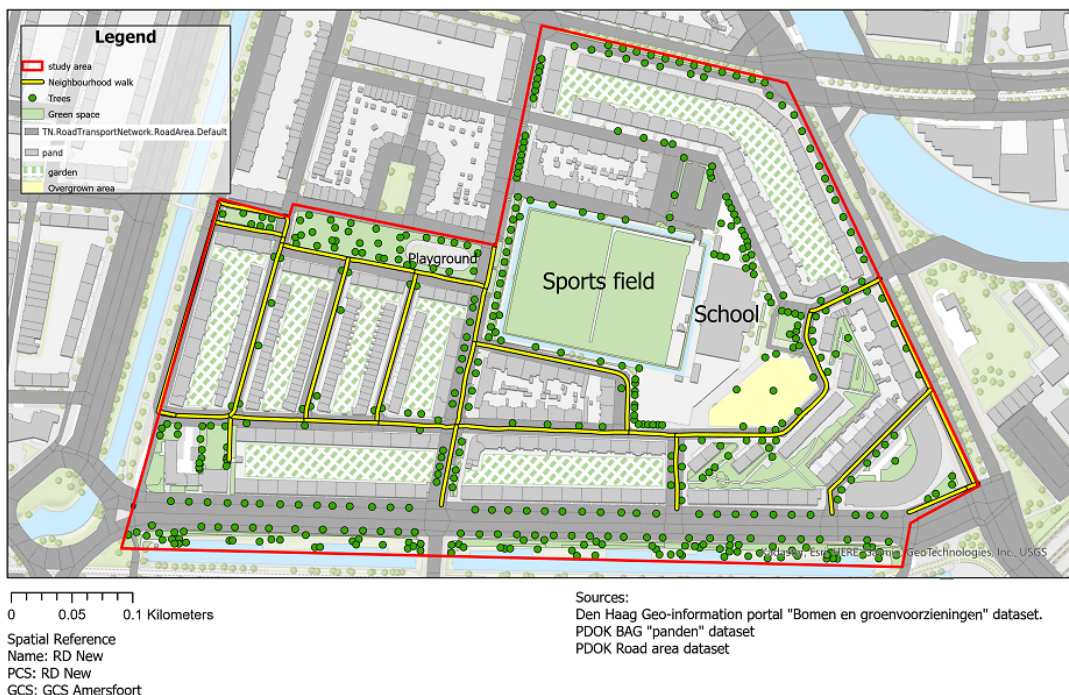 Legend
study area
Neighbourhood walk
Trees
Green space
TN.RoadTransportNetwork.RoadArea.Default
pand
garden
Overgrown area
Playground
Sports field
School
Esri, HERE, Garmin, GeoTechnologies, Inc., USGS
0 0.05 0.1 Kilometers
Spatial Reference
Name: RD New
PCS: RD New
GCS: GCS Amersfoort
Sources:
Den Haag Geo-information portal "Bomen en groenvoorzieningen" dataset.
PDOK BAG "panden" dataset
PDOK Road area dataset